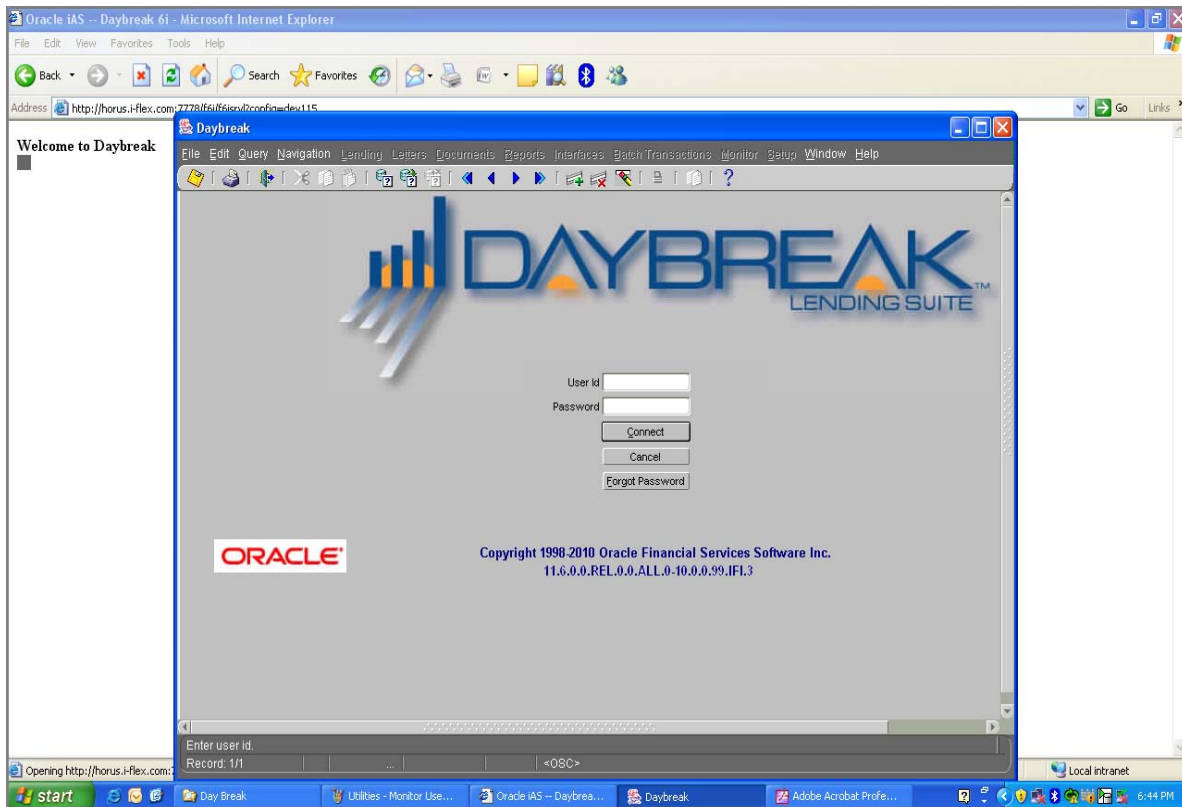 Oracle iAS -- Daybreak 6i - Microsoft Internet Explorer
File Edit View Favorites Tools Help
Back Search Favorites
Address http://horus.i-flex.com:7778/f6i/f6isrvl?config=dev115 Go Links
Welcome to Daybreak
Daybreak
File Edit Query Navigation Lending Letters Documents Reports Interfaces Batch Transactions Monitor Setup Window Help
DAYBREAK TM
LENDING SUITE
User Id
Password
Connect
Cancel
Forgot Password
ORACLE
Copyright 1998-2010 Oracle Financial Services Software Inc.
11.6.0.0.REL.0.0.ALL.0-10.0.0.99.IFI.3
Enter user id.
Record: 1/1 ... <OSC>
Opening http://horus.i-flex.com: Local intranet
start Day Break Utilities - Monitor Use... Oracle iAS -- Daybrea... Daybreak Adobe Acrobat Profe... 6:44 PM